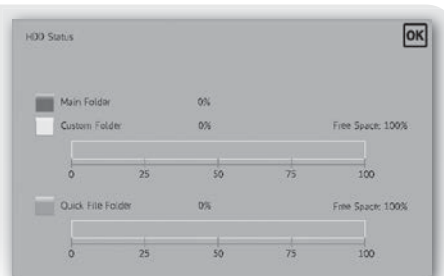 HDD Status
OK
Main Folder 0%
Custom Folder 0% Free Space: 100%
0 25 50 75 100
Quick File Folder 0% Free Space: 100%
0 25 50 75 100